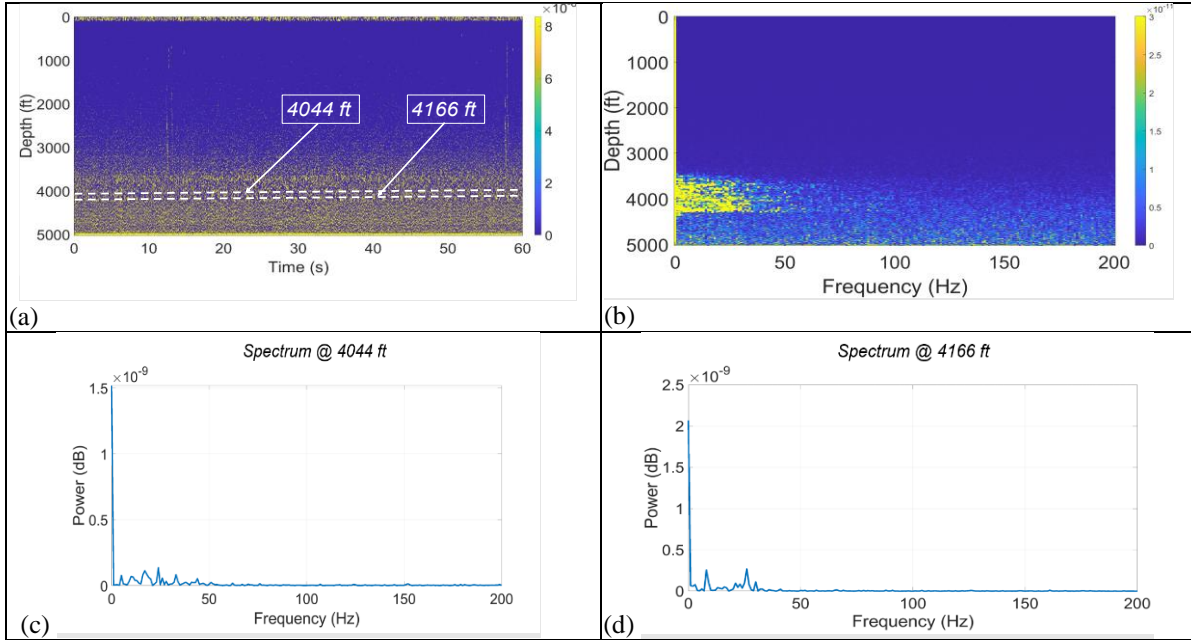 ×10⁻⁸
0
1000
2000
3000
4000
5000
Depth (ft)
4044 ft
4166 ft
8
6
4
2
0
0 10 20 30 40 50 60
Time (s)
(a)
×10⁻¹¹
0
1000
2000
3000
4000
5000
Depth (ft)
3
2.5
2
1.5
1
0.5
0
0 50 100 150 200
Frequency (Hz)
(b)
Spectrum @ 4044 ft
×10⁻⁹
1.5
1
0.5
0
Power (dB)
0 50 100 150 200
Frequency (Hz)
(c)
Spectrum @ 4166 ft
×10⁻⁹
2.5
2
1.5
1
0.5
0
Power (dB)
0 50 100 150 200
Frequency (Hz)
(d)